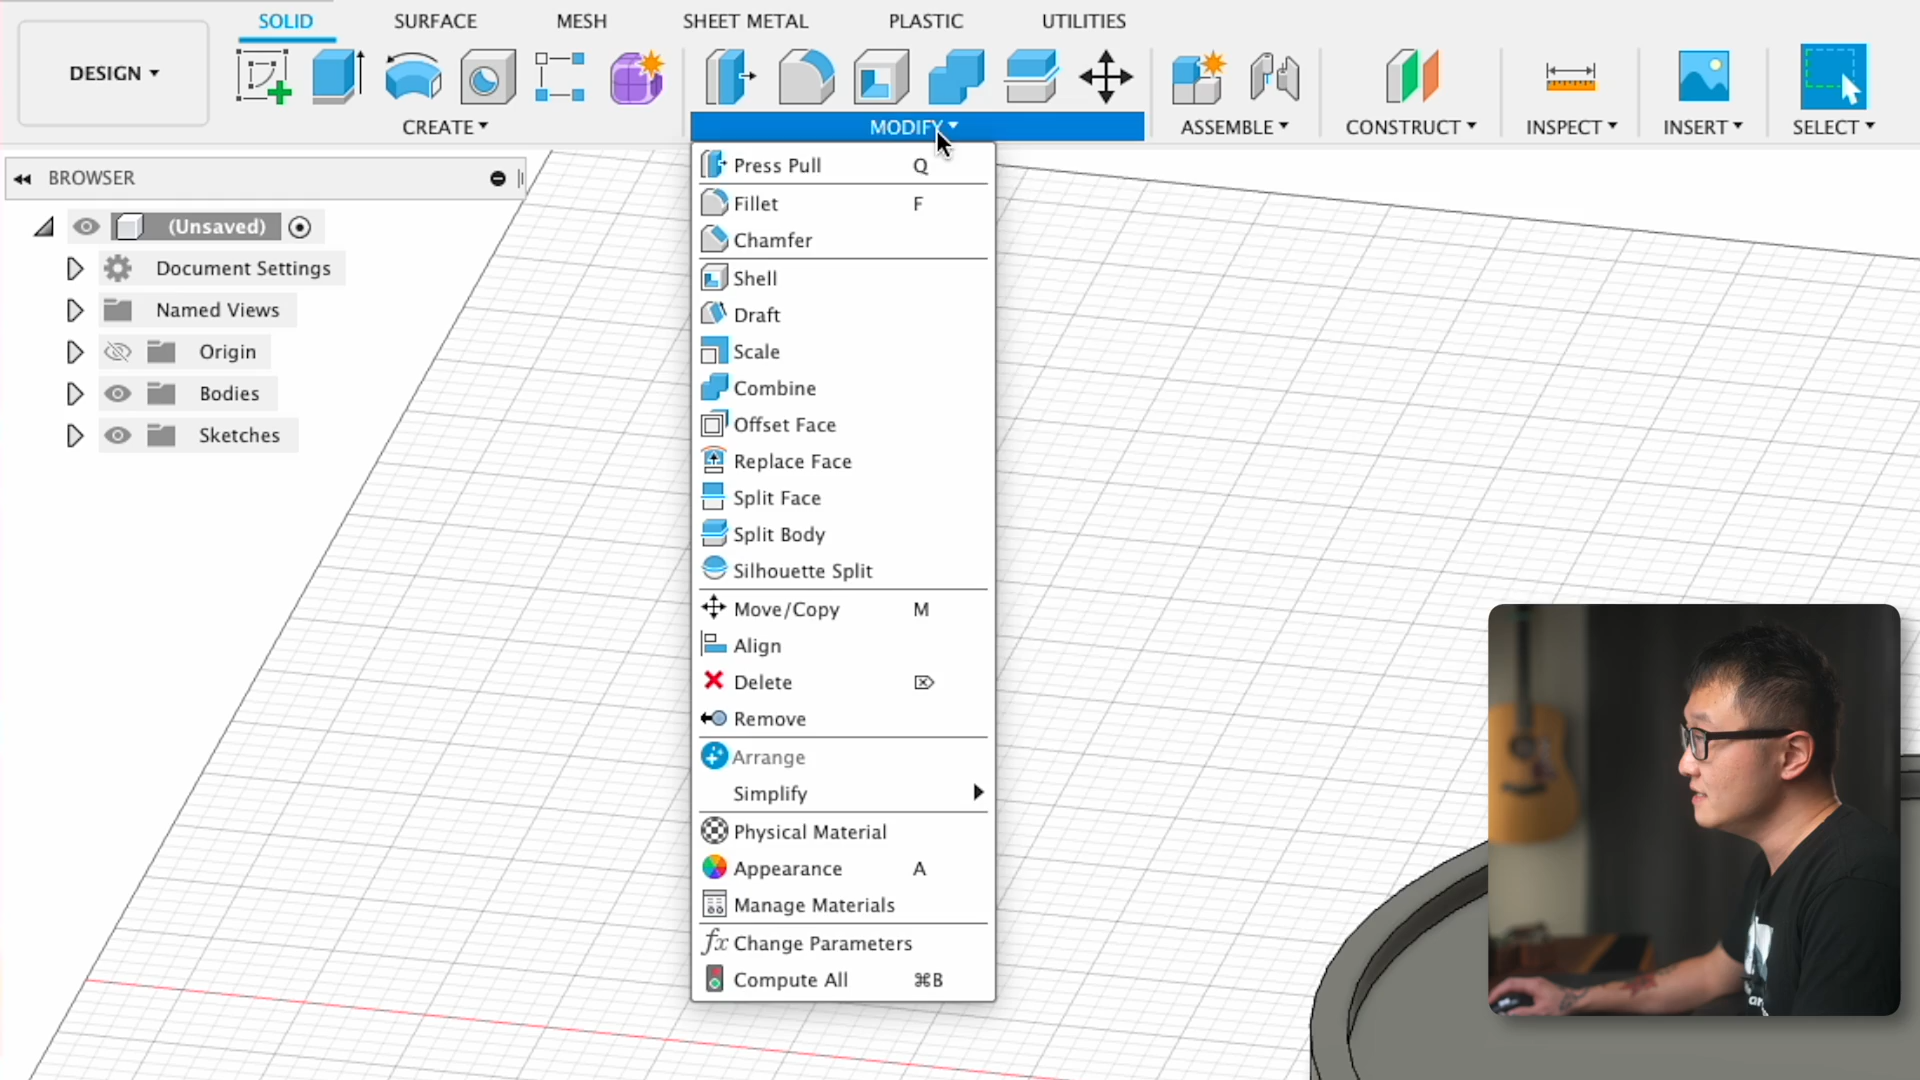 SOLID SURFACE MESH SHEET METAL PLASTIC UTILITIES
DESIGN
CREATE MODIFY ASSEMBLE CONSTRUCT INSPECT INSERT SELECT
BROWSER
(Unsaved)
Document Settings
Named Views
Origin
Bodies
Sketches
Press Pull Q
Fillet F
Chamfer
Shell
Draft
Scale
Combine
Offset Face
Replace Face
Split Face
Split Body
Silhouette Split
Move/Copy M
Align
Delete ⌦
Remove
Arrange
Simplify
Physical Material
Appearance A
Manage Materials
fx Change Parameters
Compute All ⌘B